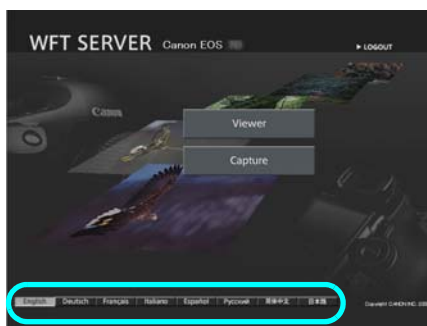 WFT SERVER Canon EOS
▶ LOGOUT
Canon
Viewer
Capture
English Deutsch Français Italiano Español Русский 简体中文 日本語
Copyright CANON INC.